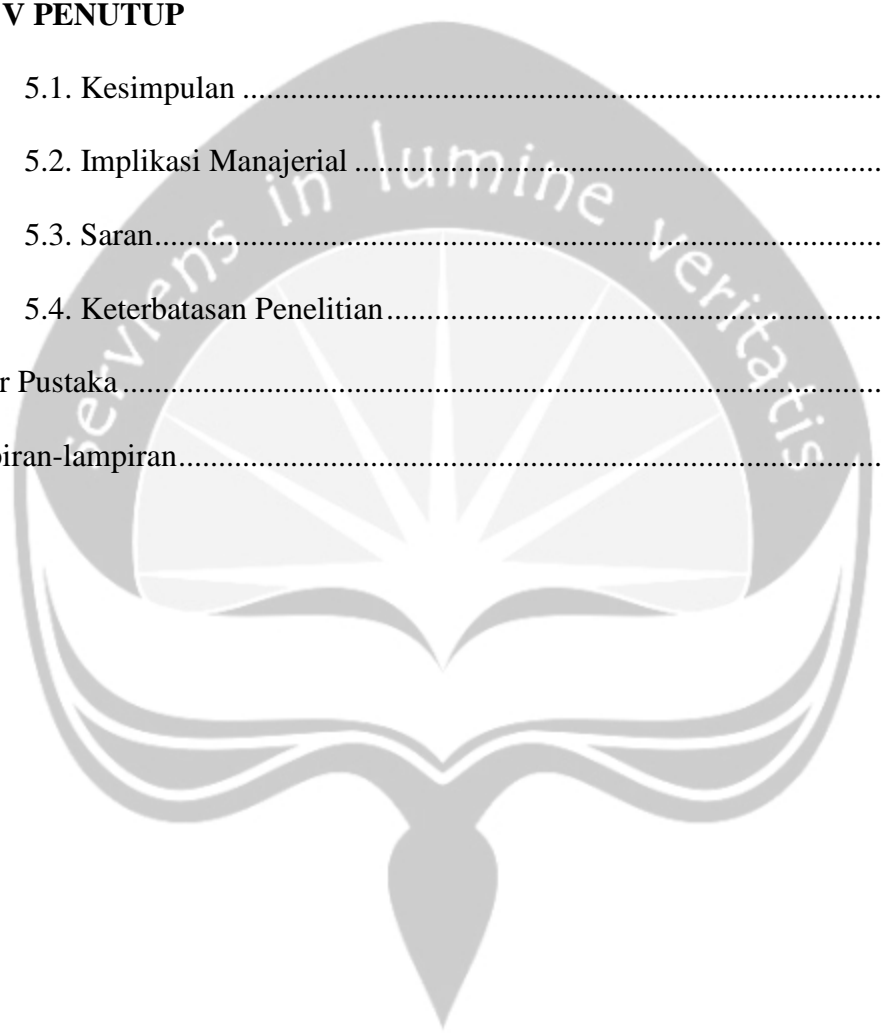 V PENUTUP
5.1. Kesimpulan ................................................................................
5.2. Implikasi Manajerial ..................................................................
5.3. Saran...........................................................................................
5.4. Keterbatasan Penelitian..............................................................
r Pustaka...............................................................................................
piran-lampiran........................................................................................
serviens in lumine veritatis